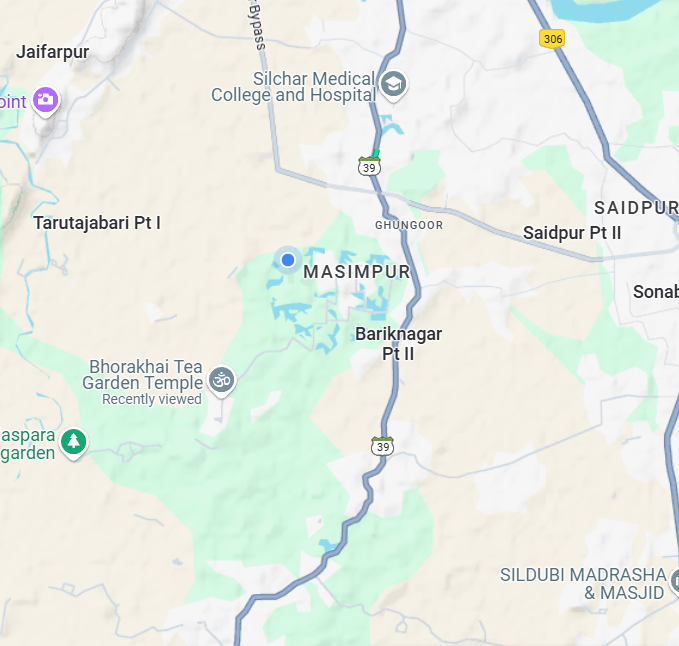 Bypass
306
Jaifarpur
Silchar Medical
College and Hospital
oint
39
SAIDPUR
Tarutajabari Pt I
GHUNGOOR
Saidpur Pt II
MASIMPUR
Sonab
Bariknagar
Pt II
Bhorakhai Tea
Garden Temple
Recently viewed
aspara
garden
39
SILDUBI MADRASHA
& MASJID